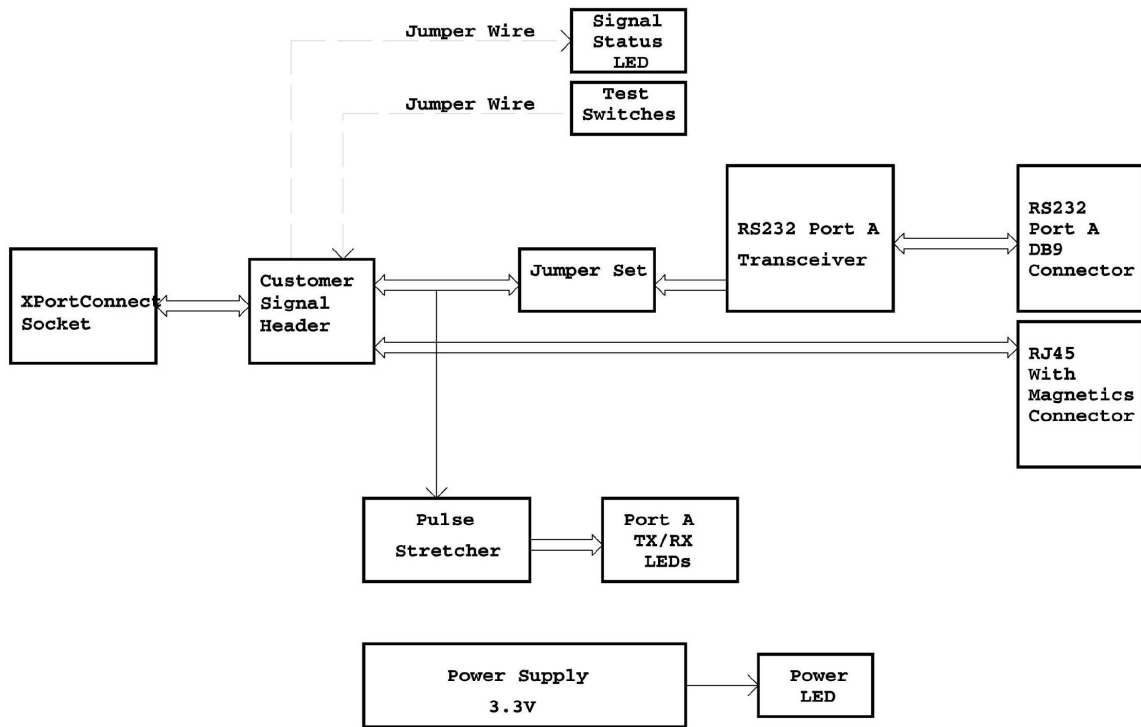 Jumper Wire
Signal
Status
LED
Jumper Wire
Test
Switches
XPortConnect
Socket
Customer
Signal
Header
Jumper Set
RS232 Port A
Transceiver
RS232
Port A
DB9
Connector
RJ45
With
Magnetics
Connector
Pulse
Stretcher
Port A
TX/RX
LEDs
Power Supply
3.3V
Power
LED